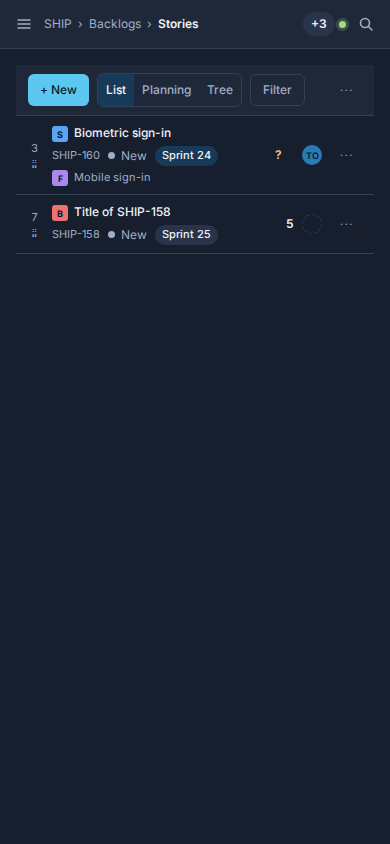 SHIP › Backlogs › Stories +3
+ New List Planning Tree Filter ...
3 S Biometric sign-in
SHIP-160 New Sprint 24 ? TO ...
F Mobile sign-in
7 B Title of SHIP-158
SHIP-158 New Sprint 25 5 ...